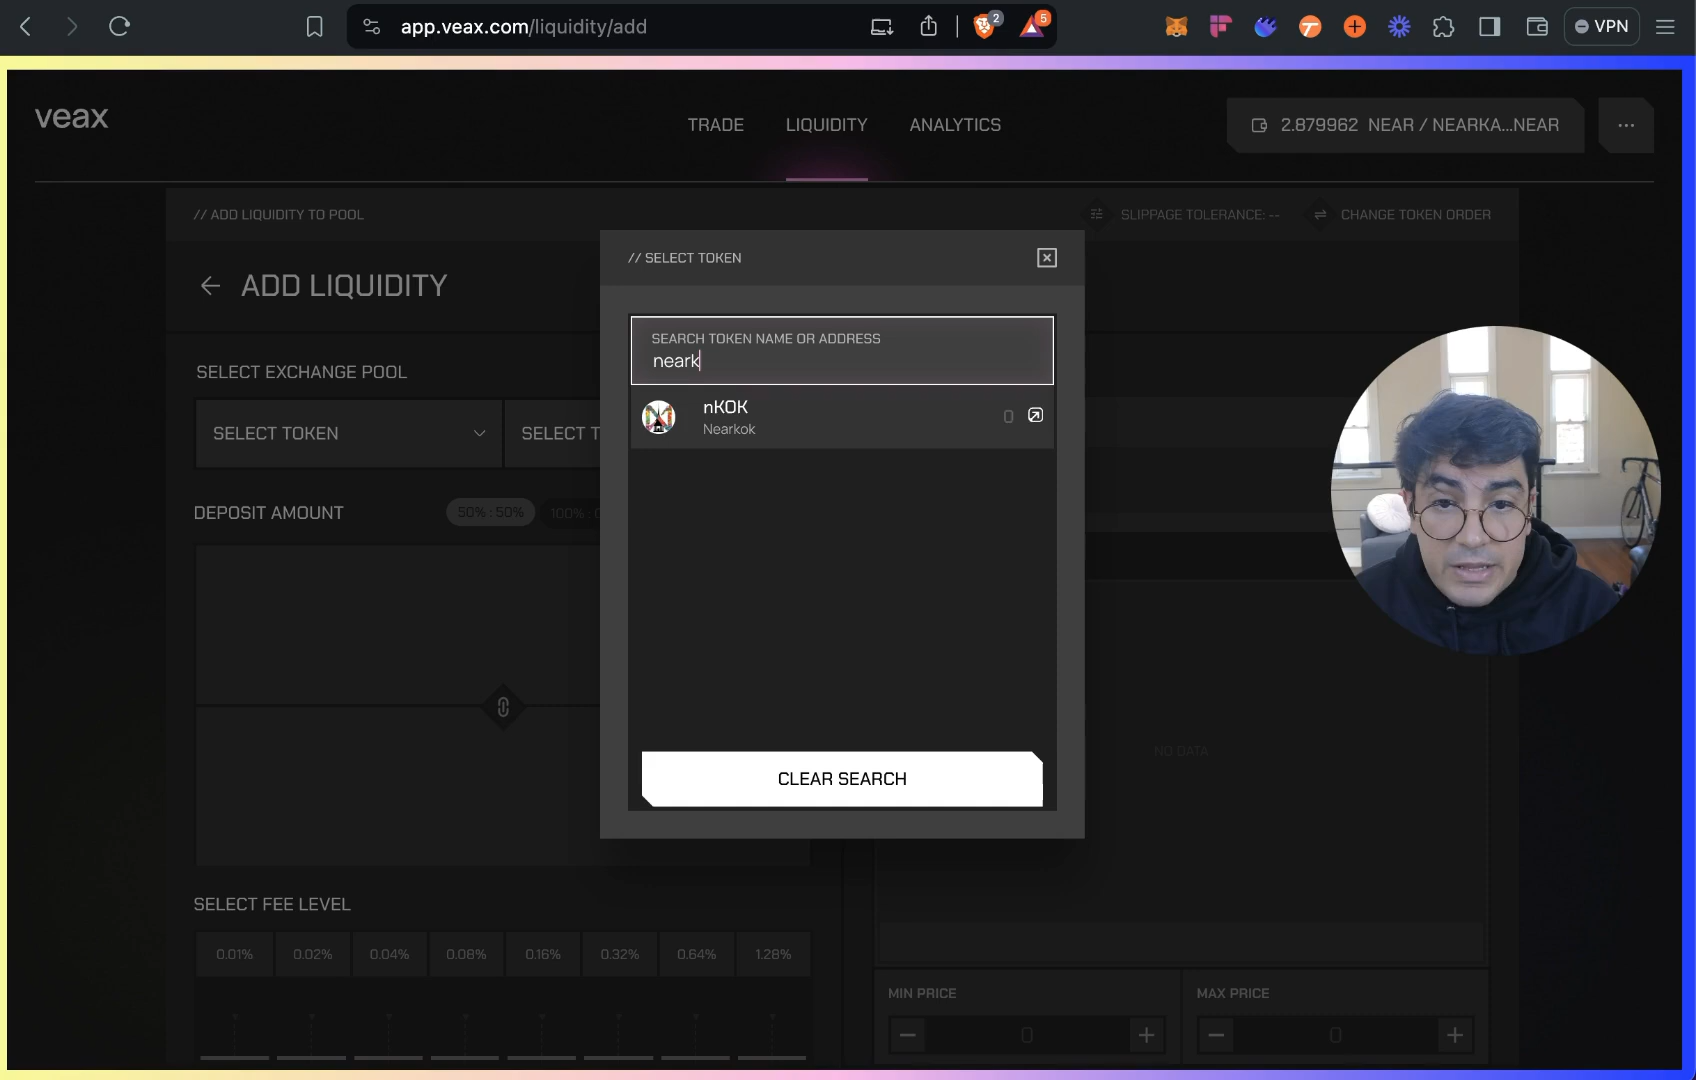 app.veax.com/liquidity/add
2
5
VPN
veax
TRADE
LIQUIDITY
ANALYTICS
2.879962 NEAR / NEARKA...NEAR
// ADD LIQUIDITY TO POOL
SLIPPAGE TOLERANCE: --
CHANGE TOKEN ORDER
// SELECT TOKEN
ADD LIQUIDITY
SEARCH TOKEN NAME OR ADDRESS
neark
SELECT EXCHANGE POOL
nKOK
Nearkok
0
SELECT TOKEN
SELECT T
DEPOSIT AMOUNT
50% : 50%
100% : 0
NO DATA
CLEAR SEARCH
SELECT FEE LEVEL
0.01%
0.02%
0.04%
0.08%
0.16%
0.32%
0.64%
1.28%
MIN PRICE
MAX PRICE
0
0